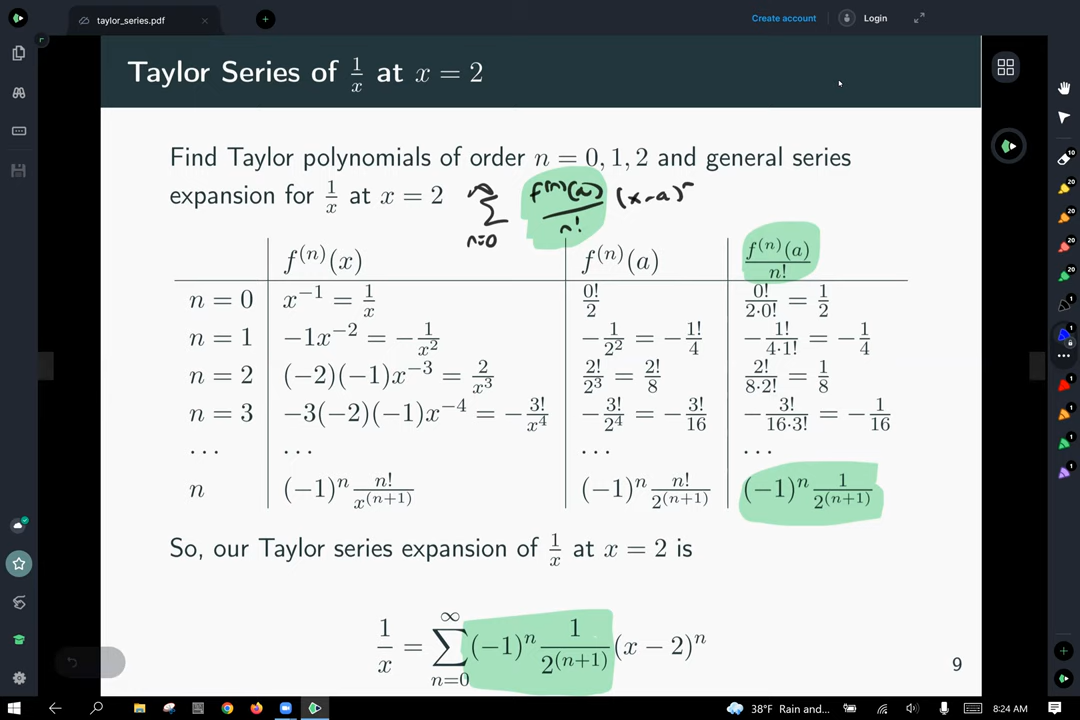 taylor_series.pdf
Create account
Login
Taylor Series of 1/x at x = 2
Find Taylor polynomials of order n = 0, 1, 2 and general series
expansion for 1/x at x = 2
∞ ∑ n=0 f^(n)(a)/n! (x-a)^n
f^(n)(x) f^(n)(a) f^(n)(a)/n!
n = 0 x^−1 = 1/x 0!/2 0!/(2·0!) = 1/2
n = 1 −1x^−2 = −1/x^2 −1/2^2 = −1!/4 −1!/(4·1!) = −1/4
n = 2 (−2)(−1)x^−3 = 2/x^3 2!/2^3 = 2!/8 2!/(8·2!) = 1/8
n = 3 −3(−2)(−1)x^−4 = −3!/x^4 −3!/2^4 = −3!/16 −3!/(16·3!) = −1/16
... ... ... ...
n (−1)^n n!/x^(n+1) (−1)^n n!/2^(n+1) (−1)^n 1/2^(n+1)
So, our Taylor series expansion of 1/x at x = 2 is
1/x = ∑ n=0 ∞ (−1)^n 1/2^(n+1) (x − 2)^n
9
38°F Rain and... 8:24 AM